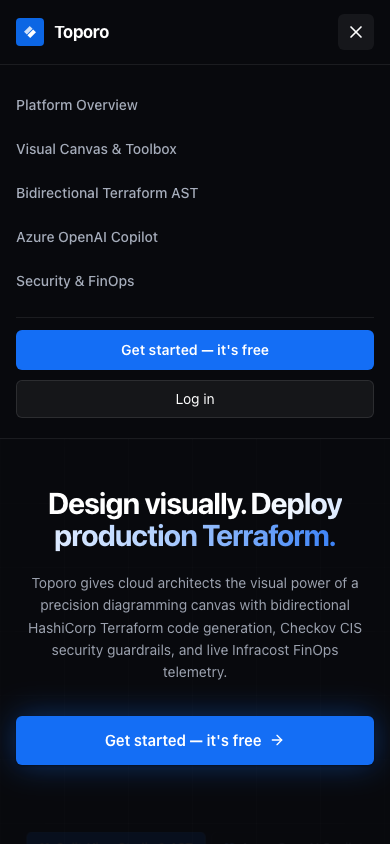 Toporo
Platform Overview
Visual Canvas & Toolbox
Bidirectional Terraform AST
Azure OpenAI Copilot
Security & FinOps
Get started — it's free
Log in
Design visually. Deploy
production Terraform.
Toporo gives cloud architects the visual power of a
precision diagramming canvas with bidirectional
HashiCorp Terraform code generation, Checkov CIS
security guardrails, and live Infracost FinOps
telemetry.
Get started — it's free →